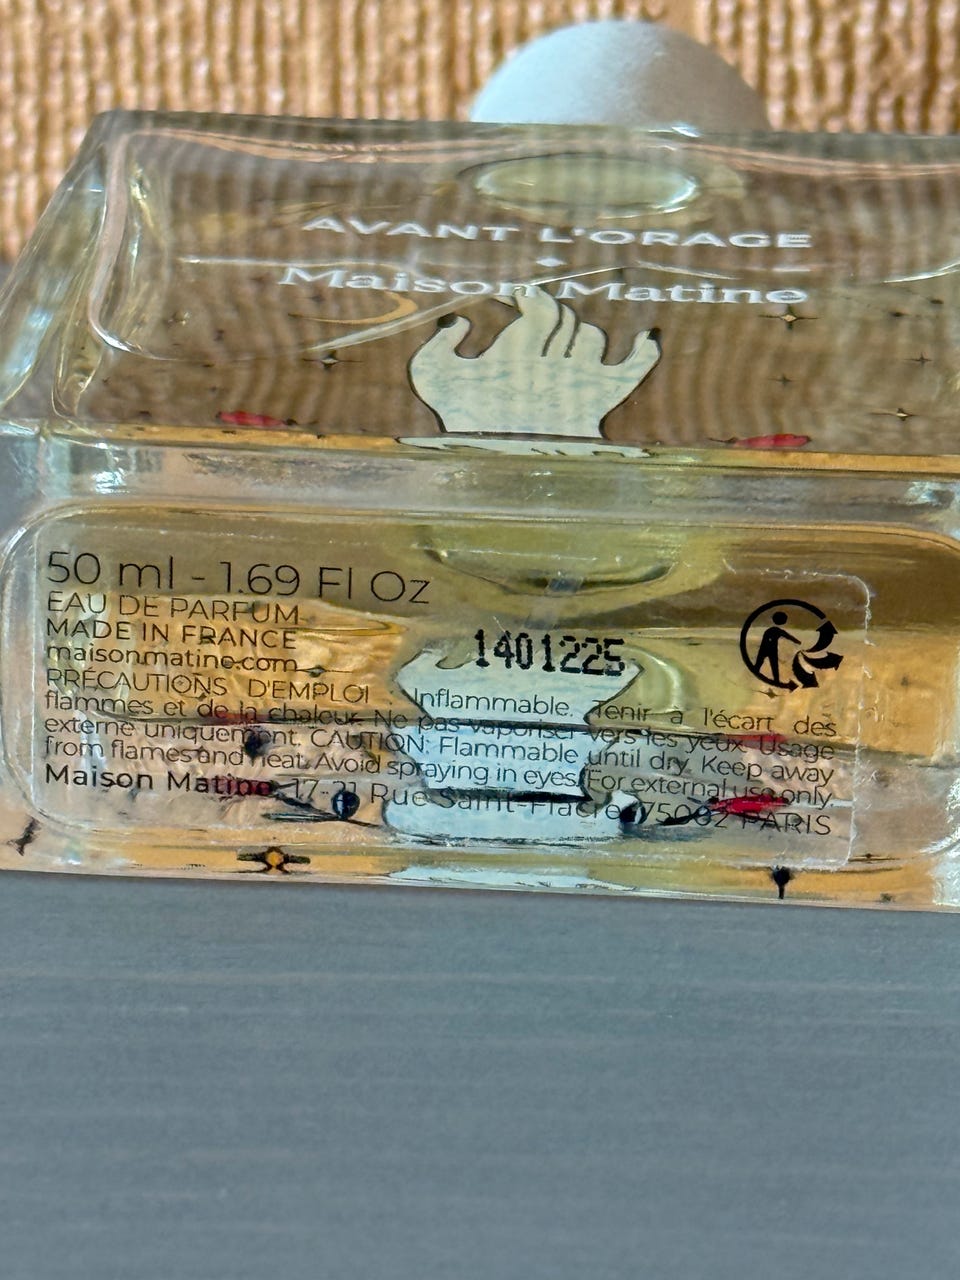 AVANT L'ORAGE
Maison Matine
50 ml - 1.69 Fl Oz
EAU DE PARFUM
MADE IN FRANCE
maisonmatine.com
1401225
PRÉCAUTIONS D'EMPLOI : Inflammable. Tenir à l'écart des
flammes et de la chaleur. Ne pas vaporiser vers les yeux. Usage
externe uniquement. CAUTION: Flammable until dry. Keep away
from flames and heat. Avoid spraying in eyes. For external use only.
Maison Matine 17-21 Rue Saint-Fiacre 75002 PARIS